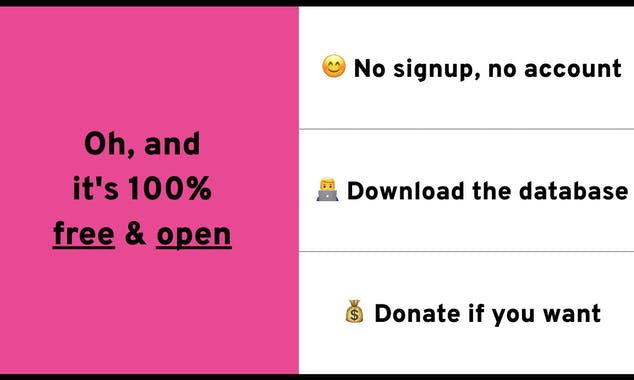 Oh, and
it's 100%
free & open
😊 No signup, no account
👨‍💻 Download the database
💰 Donate if you want